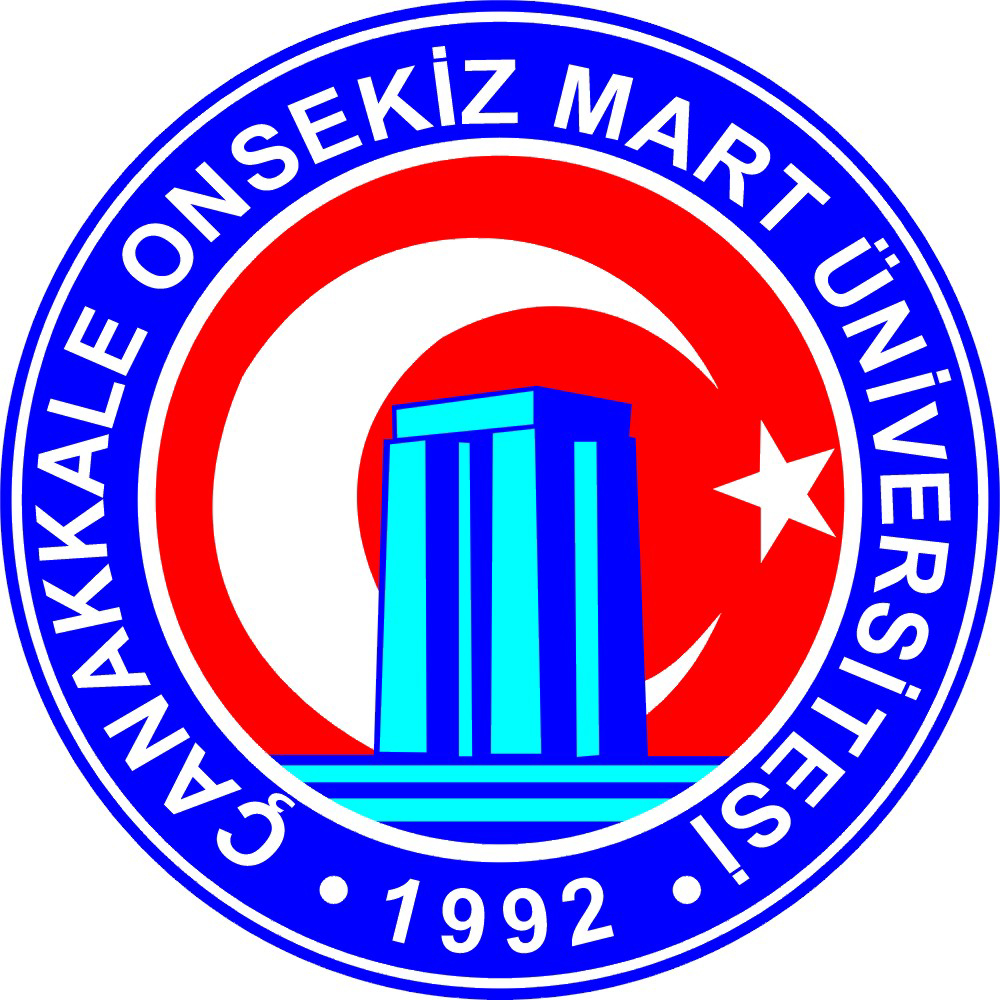 ÇANAKKALE ONSEKİZ MART ÜNİVERSİTESİ
• 1992 •